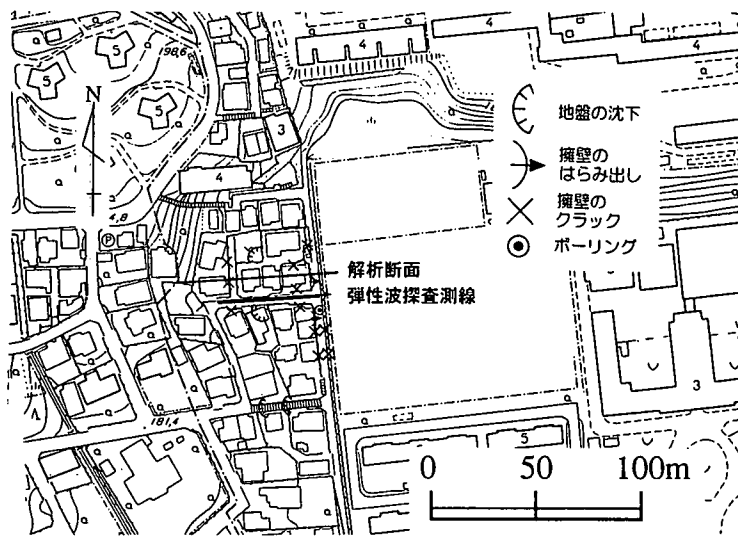 4
4
4
5
198,6
5
5
N
3
4
4,8
P
地盤の沈下
擁壁の
はらみ出し
擁壁の
クラック
ボーリング
解析断面
弾性波探査測線
181,4
5
3
0 50 100m